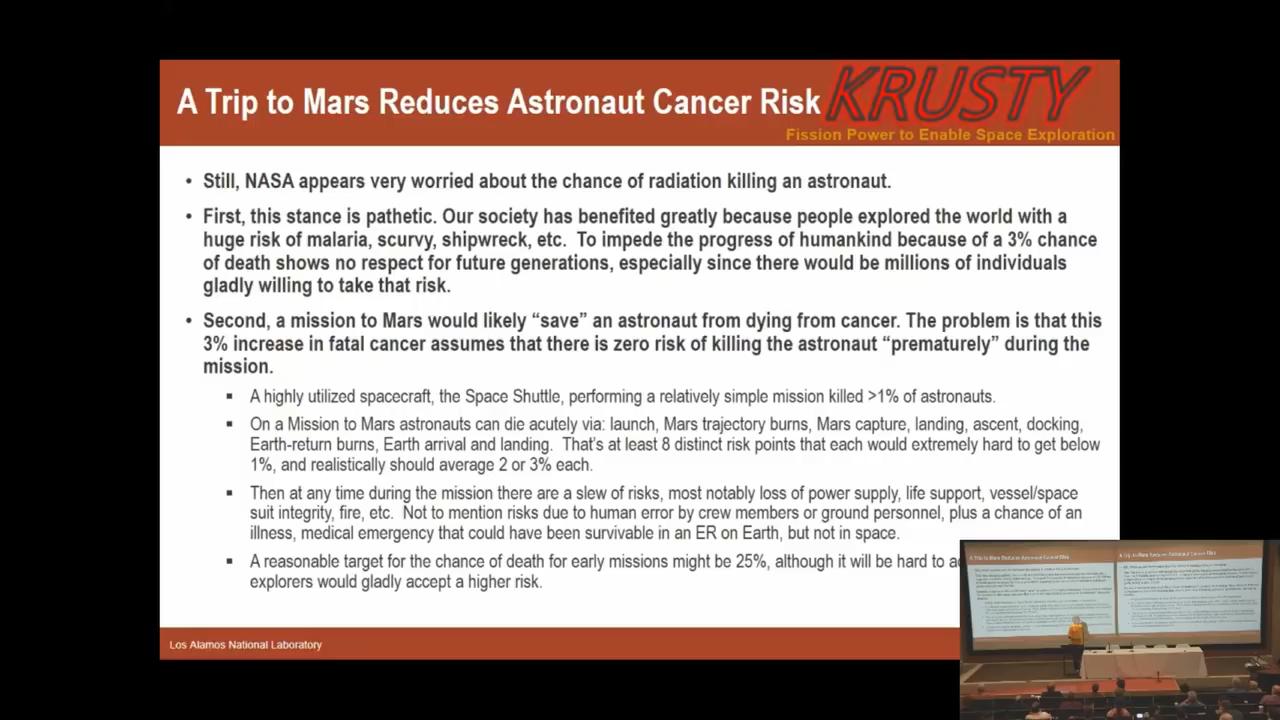 A Trip to Mars Reduces Astronaut Cancer Risk
KRUSTY
Fission Power to Enable Space Exploration
• Still, NASA appears very worried about the chance of radiation killing an astronaut.
• First, this stance is pathetic. Our society has benefited greatly because people explored the world with a
huge risk of malaria, scurvy, shipwreck, etc. To impede the progress of humankind because of a 3% chance
of death shows no respect for future generations, especially since there would be millions of individuals
gladly willing to take that risk.
• Second, a mission to Mars would likely “save” an astronaut from dying from cancer. The problem is that this
3% increase in fatal cancer assumes that there is zero risk of killing the astronaut “prematurely” during the
mission.
▪ A highly utilized spacecraft, the Space Shuttle, performing a relatively simple mission killed >1% of astronauts.
▪ On a Mission to Mars astronauts can die acutely via: launch, Mars trajectory burns, Mars capture, landing, ascent, docking,
Earth-return burns, Earth arrival and landing. That's at least 8 distinct risk points that each would extremely hard to get below
1%, and realistically should average 2 or 3% each.
▪ Then at any time during the mission there are a slew of risks, most notably loss of power supply, life support, vessel/space
suit integrity, fire, etc. Not to mention risks due to human error by crew members or ground personnel, plus a chance of an
illness, medical emergency that could have been survivable in an ER on Earth, but not in space.
▪ A reasonable target for the chance of death for early missions might be 25%, although it will be hard to
explorers would gladly accept a higher risk.
Los Alamos National Laboratory
A Trip to Mars Reduces Astronaut Cancer Risk
A Trip to Mars Reduces Astronaut Cancer Risk